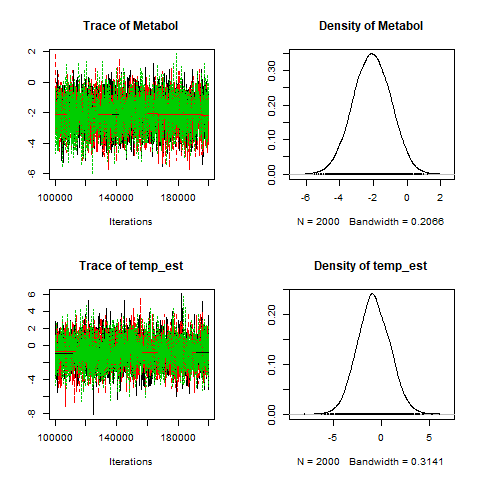 Trace of Metabol
2
0
-2
-4
-6
100000 140000 180000
Iterations
Density of Metabol
0.30
0.20
0.10
0.00
-6 -4 -2 0 2
N = 2000 Bandwidth = 0.2066
Trace of temp_est
6
4
2
0
-4
-8
100000 140000 180000
Iterations
Density of temp_est
0.20
0.10
0.00
-5 0 5
N = 2000 Bandwidth = 0.3141